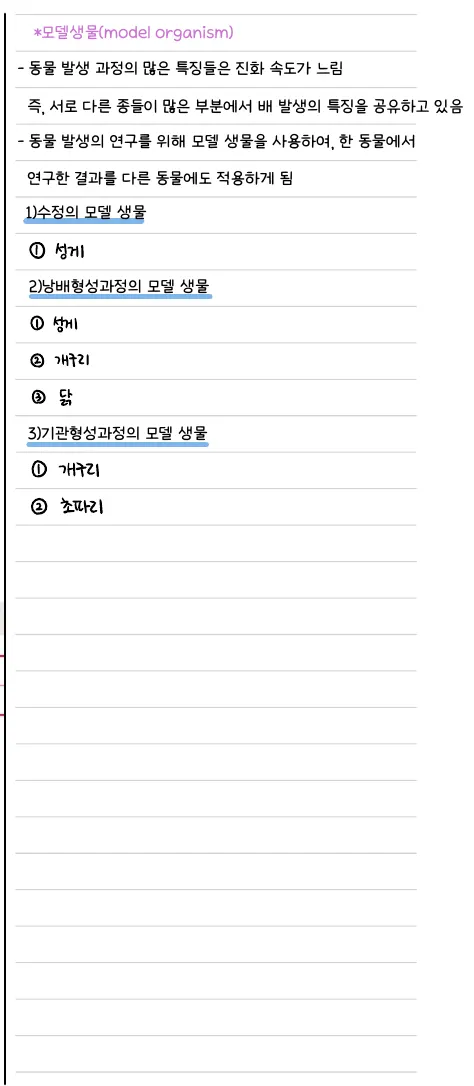 *모델생물(model organism)
- 동물 발생 과정의 많은 특징들은 진화 속도가 느림
즉, 서로 다른 종들이 많은 부분에서 배 발생의 특징을 공유하고 있음
- 동물 발생의 연구를 위해 모델 생물을 사용하여, 한 동물에서
연구한 결과를 다른 동물에도 적용하게 됨
1)수정의 모델 생물
① 성게
2)낭배형성과정의 모델 생물
① 성게
② 개구리
③ 닭
3)기관형성과정의 모델 생물
① 개구리
② 초파리